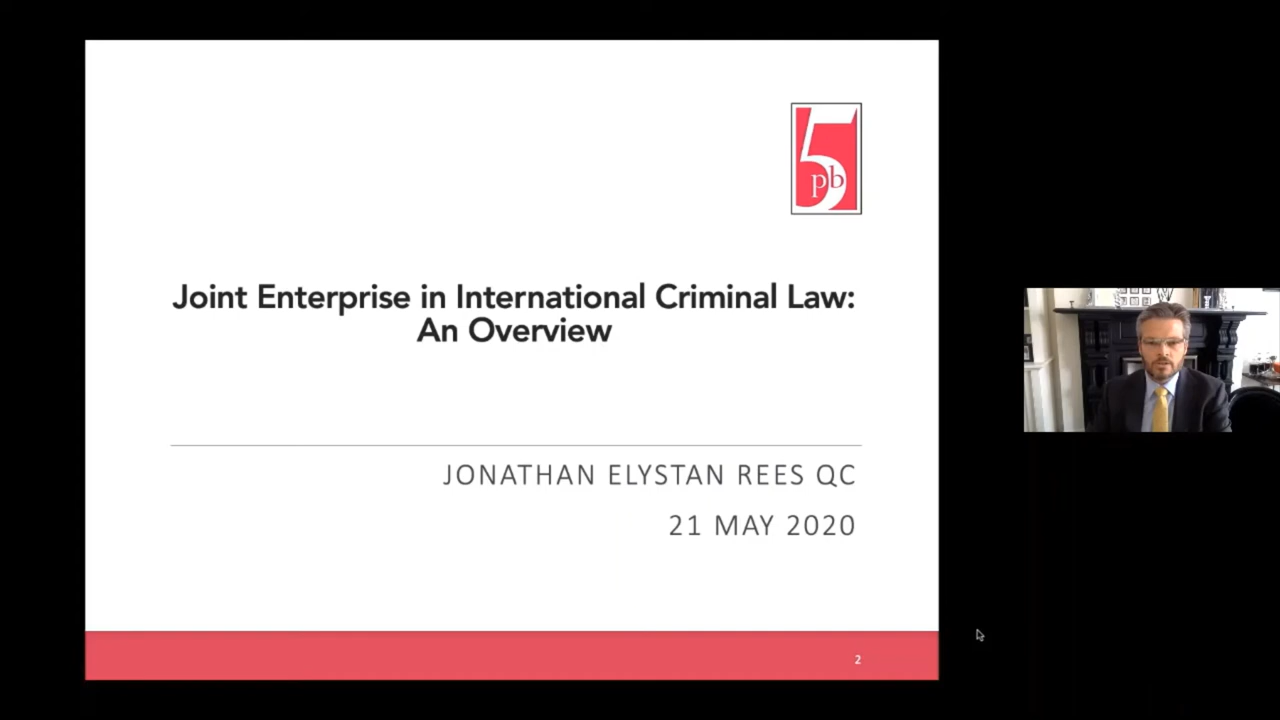 5
pb
Joint Enterprise in International Criminal Law:
An Overview
JONATHAN ELYSTAN REES QC
21 MAY 2020
2